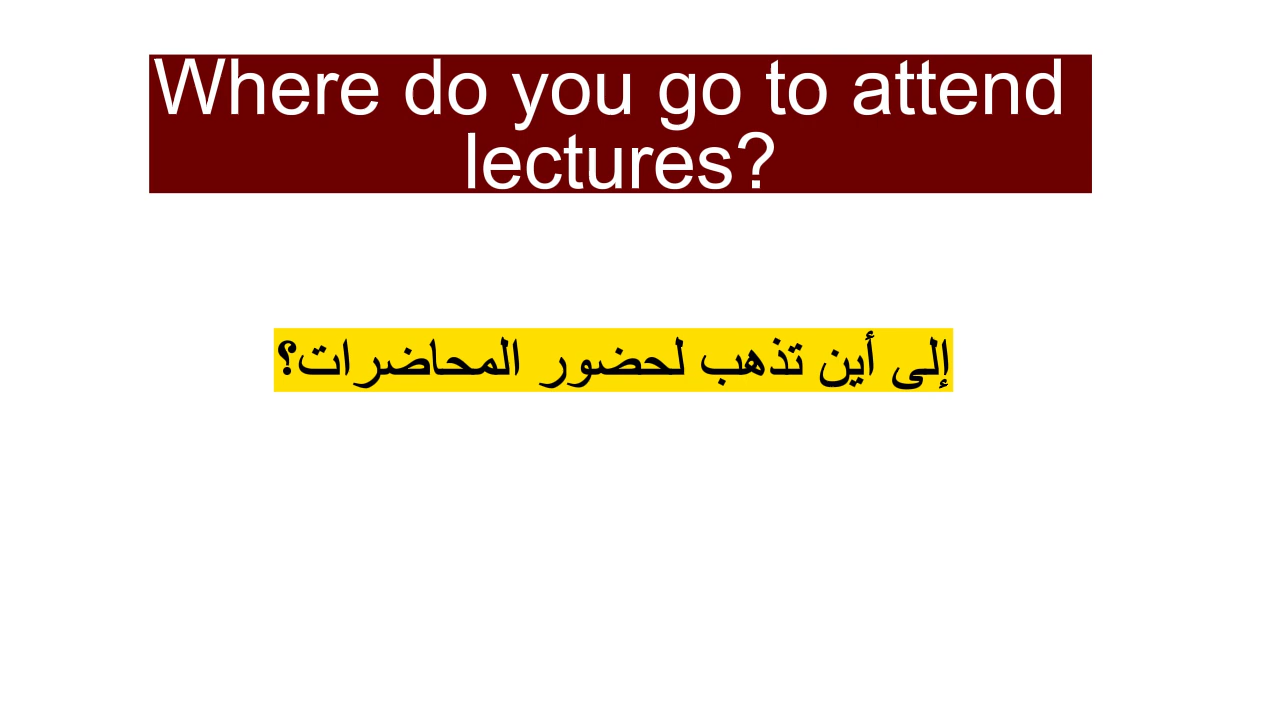 Where do you go to attend
lectures?
إلى أين تذهب لحضور المحاضرات؟